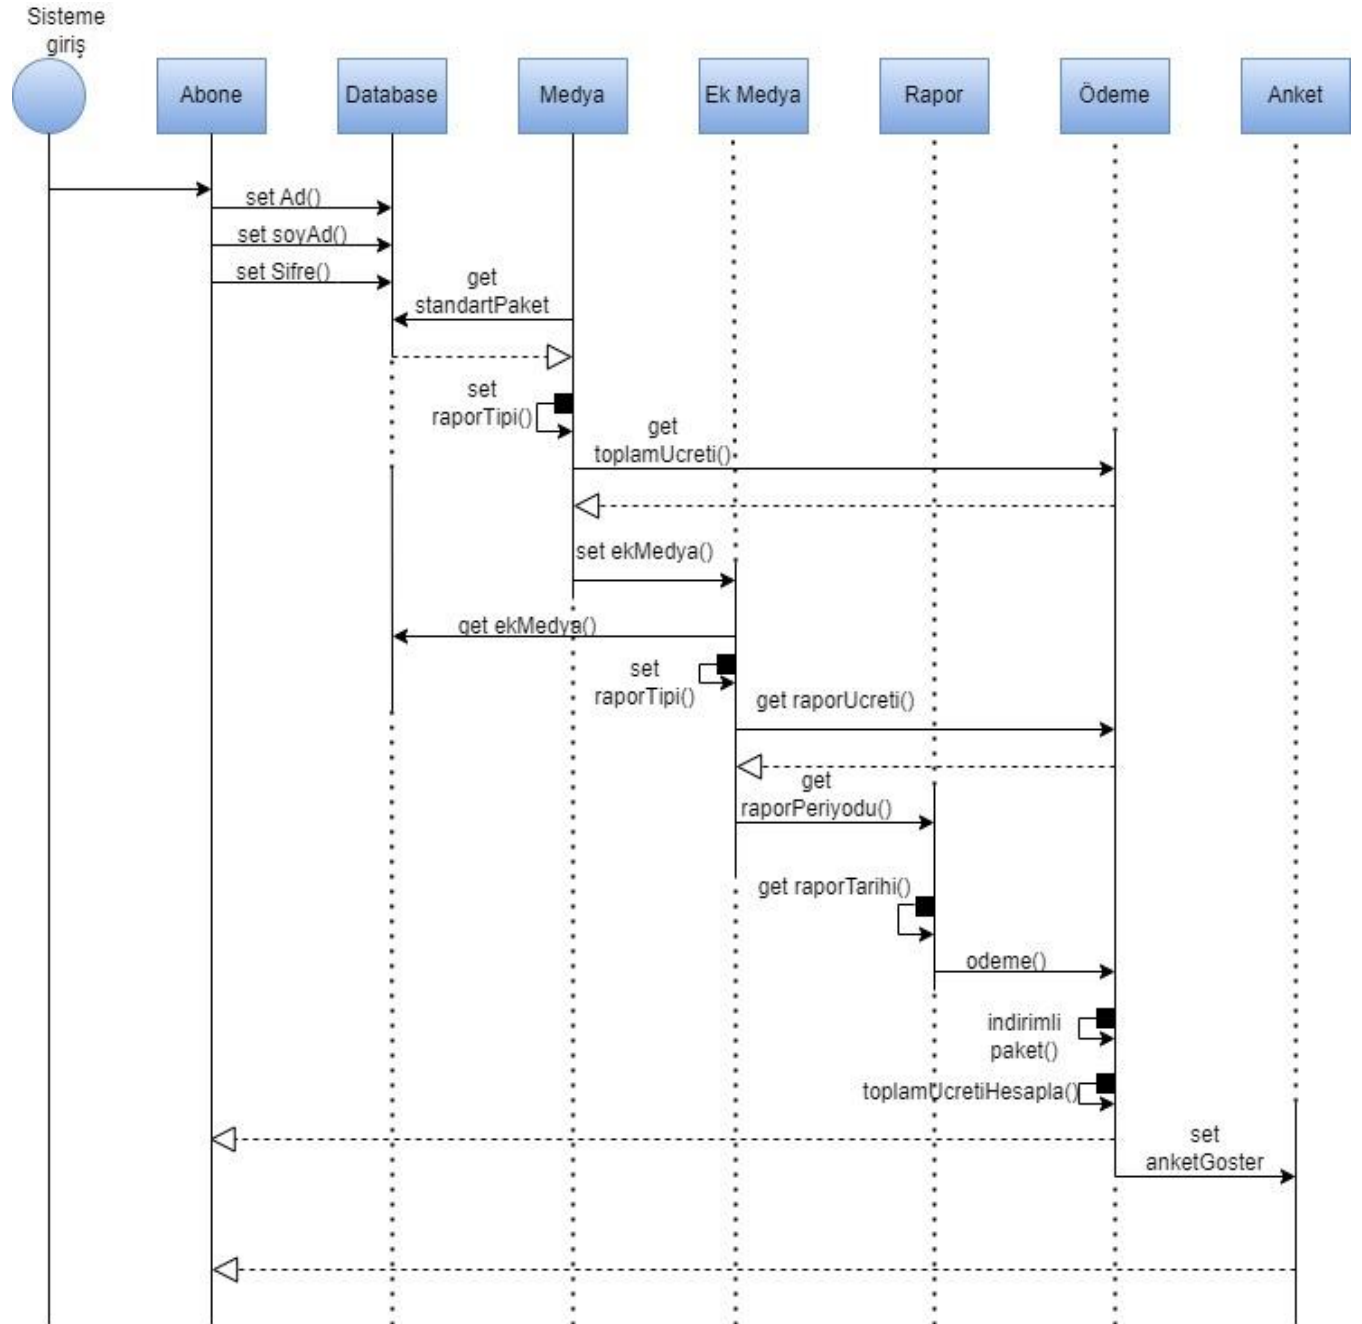 Sisteme
giriş
Abone
Database
Medya
Ek Medya
Rapor
Ödeme
Anket
set Ad()
set soyAd()
set Sifre()
get
standartPaket
set
raporTipi()
get
toplamUcreti()
set ekMedya()
get ekMedya()
set
raporTipi()
get raporUcreti()
get
raporPeriyodu()
get raporTarihi()
odeme()
indirimli
paket()
toplamUcretiHesapla()
set
anketGoster